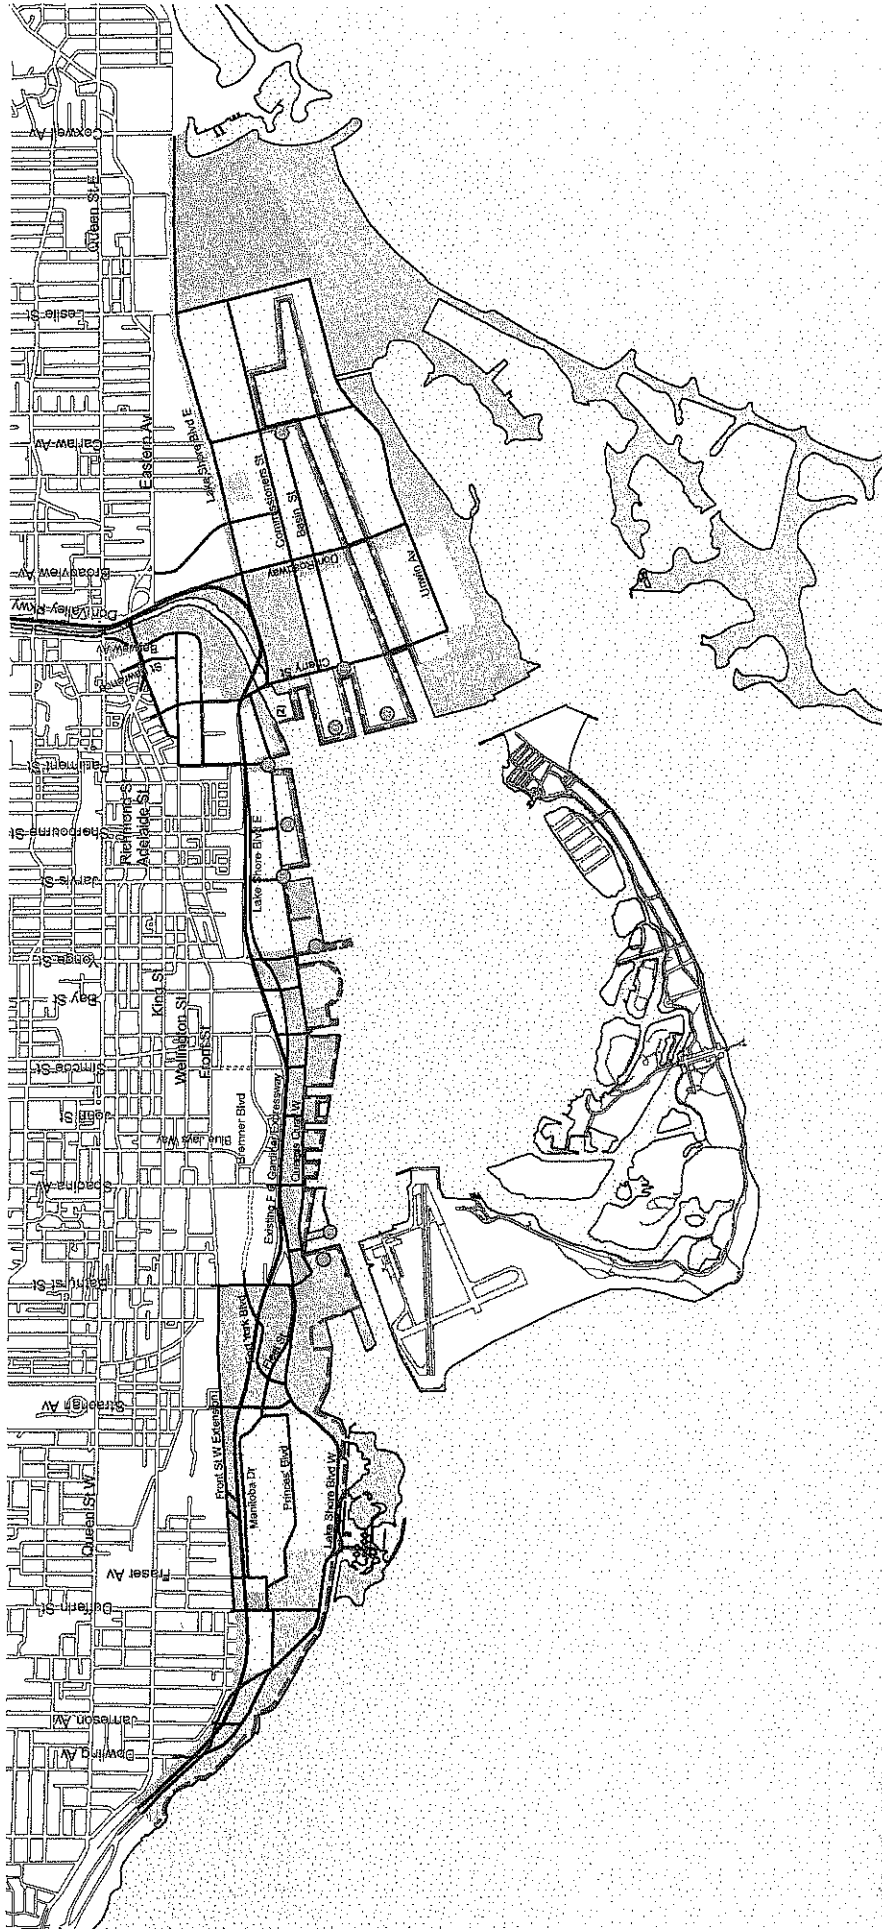 Coxwell Av
Queen St E
Leslie St
Carlaw Av
Eastern Av
Lake Shore Blvd E
Commissioners St
Basin St
Broadview Av
Don Roadway
Unwin Av
Don Valley Pkwy
Bayview Av
Cherry St
Parliament St
Richmond St
Adelaide St
Sherbourne St
Jarvis St
Lake Shore Blvd E
Yonge St
Bay St
King St
Wellington St
Front St
Simcoe St
John St
Blue Jays Way
Bremner Blvd
Existing F G Gardiner Expressway
Queens Quay W
Spadina Av
Bathurst St
Fort York Blvd
Fleet St
Strachan Av
Front St W Extension
Manitoba Dr
Princes' Blvd
Lake Shore Blvd W
Queen St W
Fraser Av
Dufferin St
Jameson Av
Dowling Av